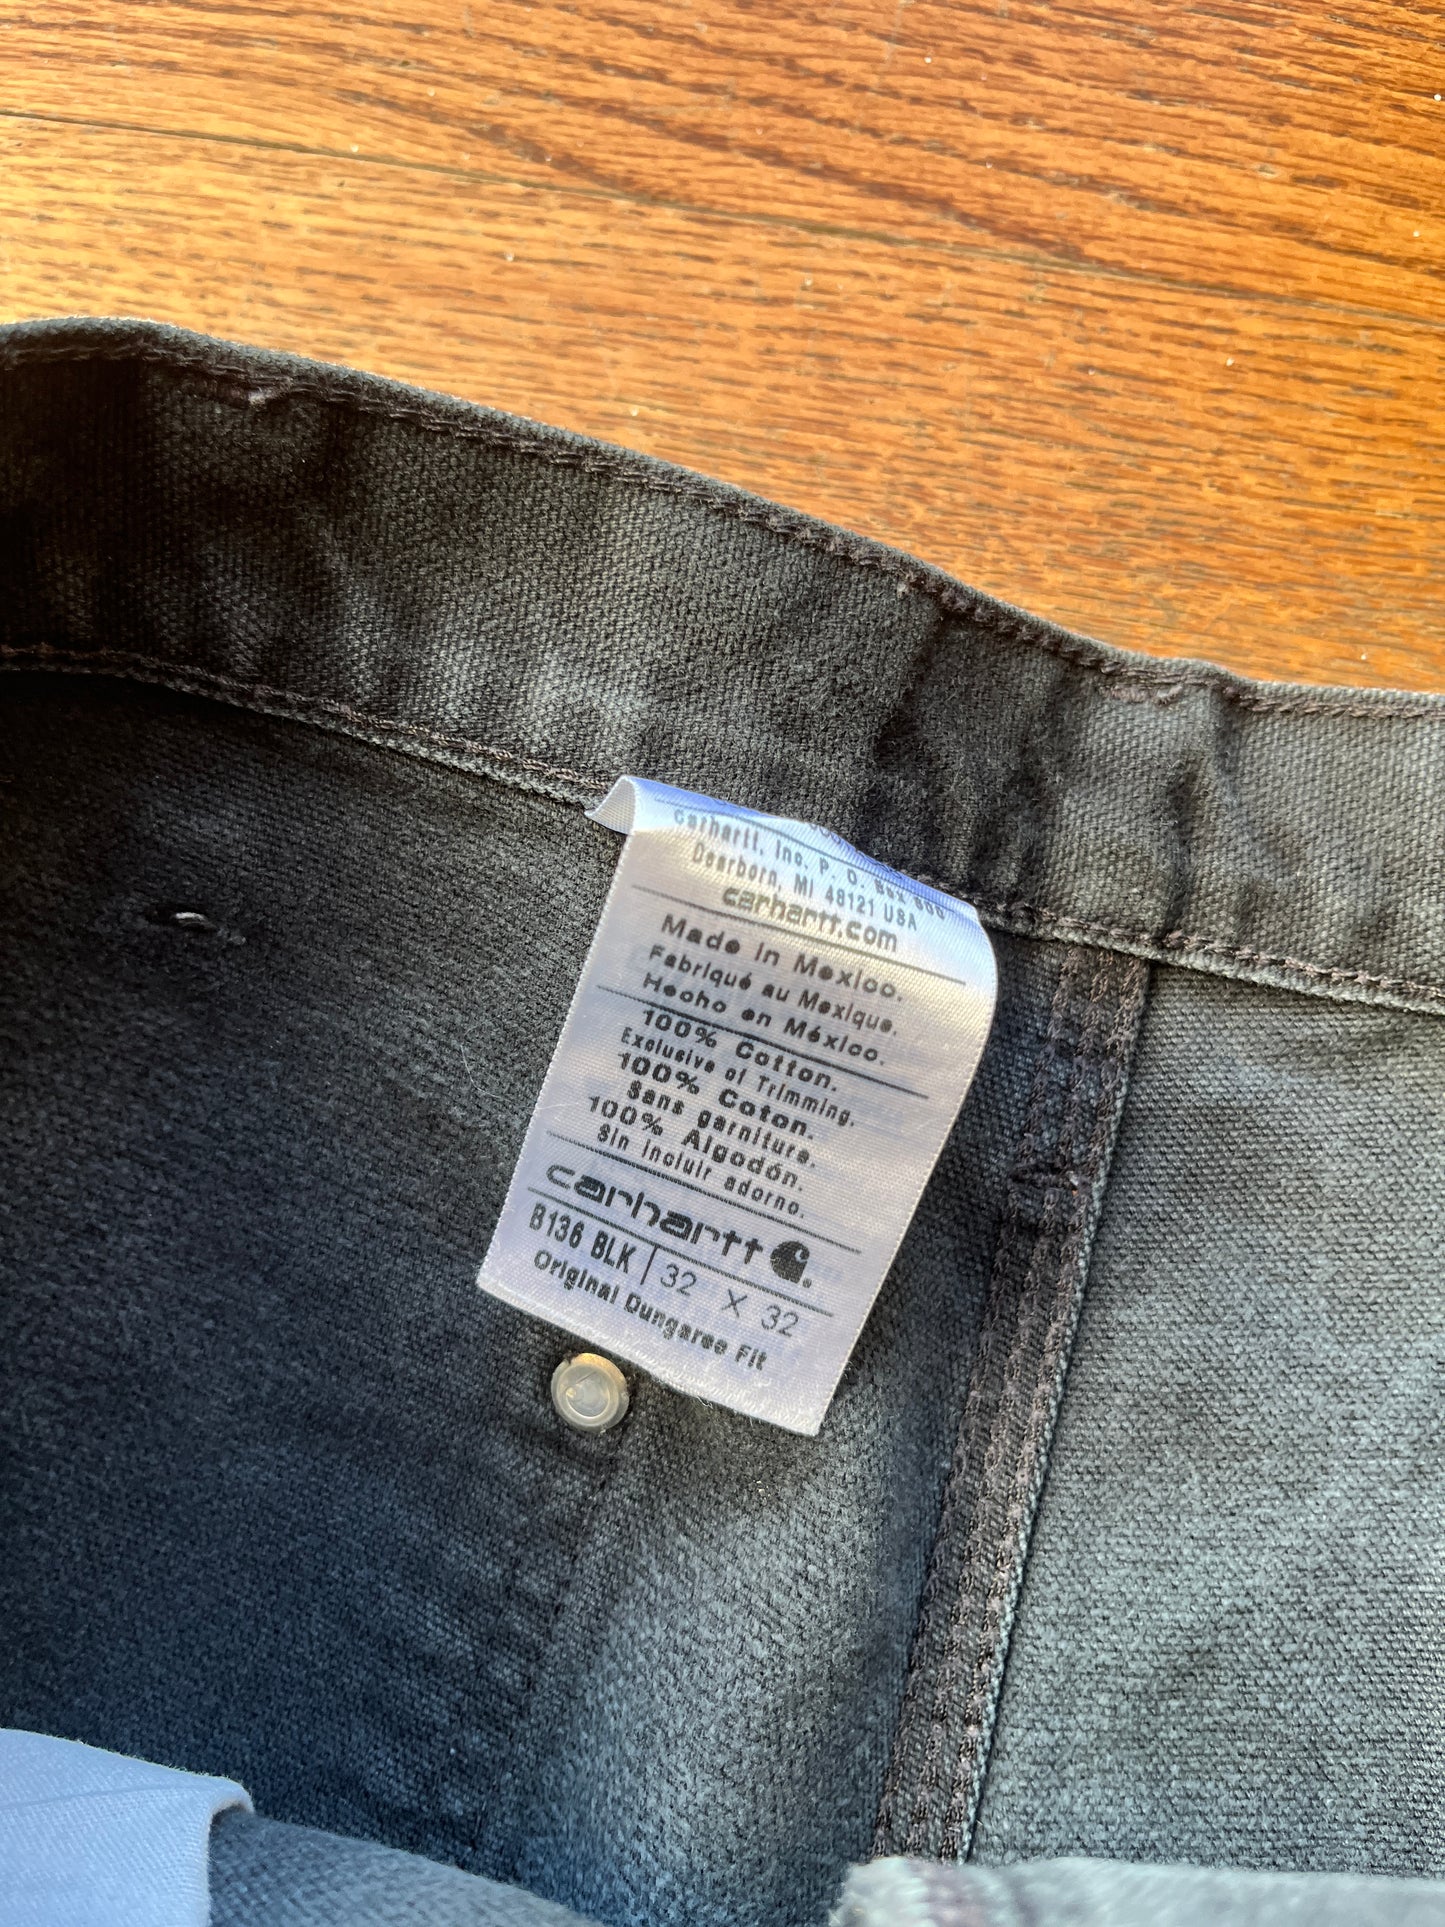 Carhartt, Inc. P. O. Box 600
Dearborn, MI 48121 USA
carhartt.com
Made in Mexico.
Fabriqué au Mexique.
Hecho en México.
100% Cotton.
Exclusive of Trimming.
100% Coton.
Sans garniture.
100% Algodón.
Sin incluir adorno.
carhartt
B136 BLK 32 X 32
Original Dungaree Fit